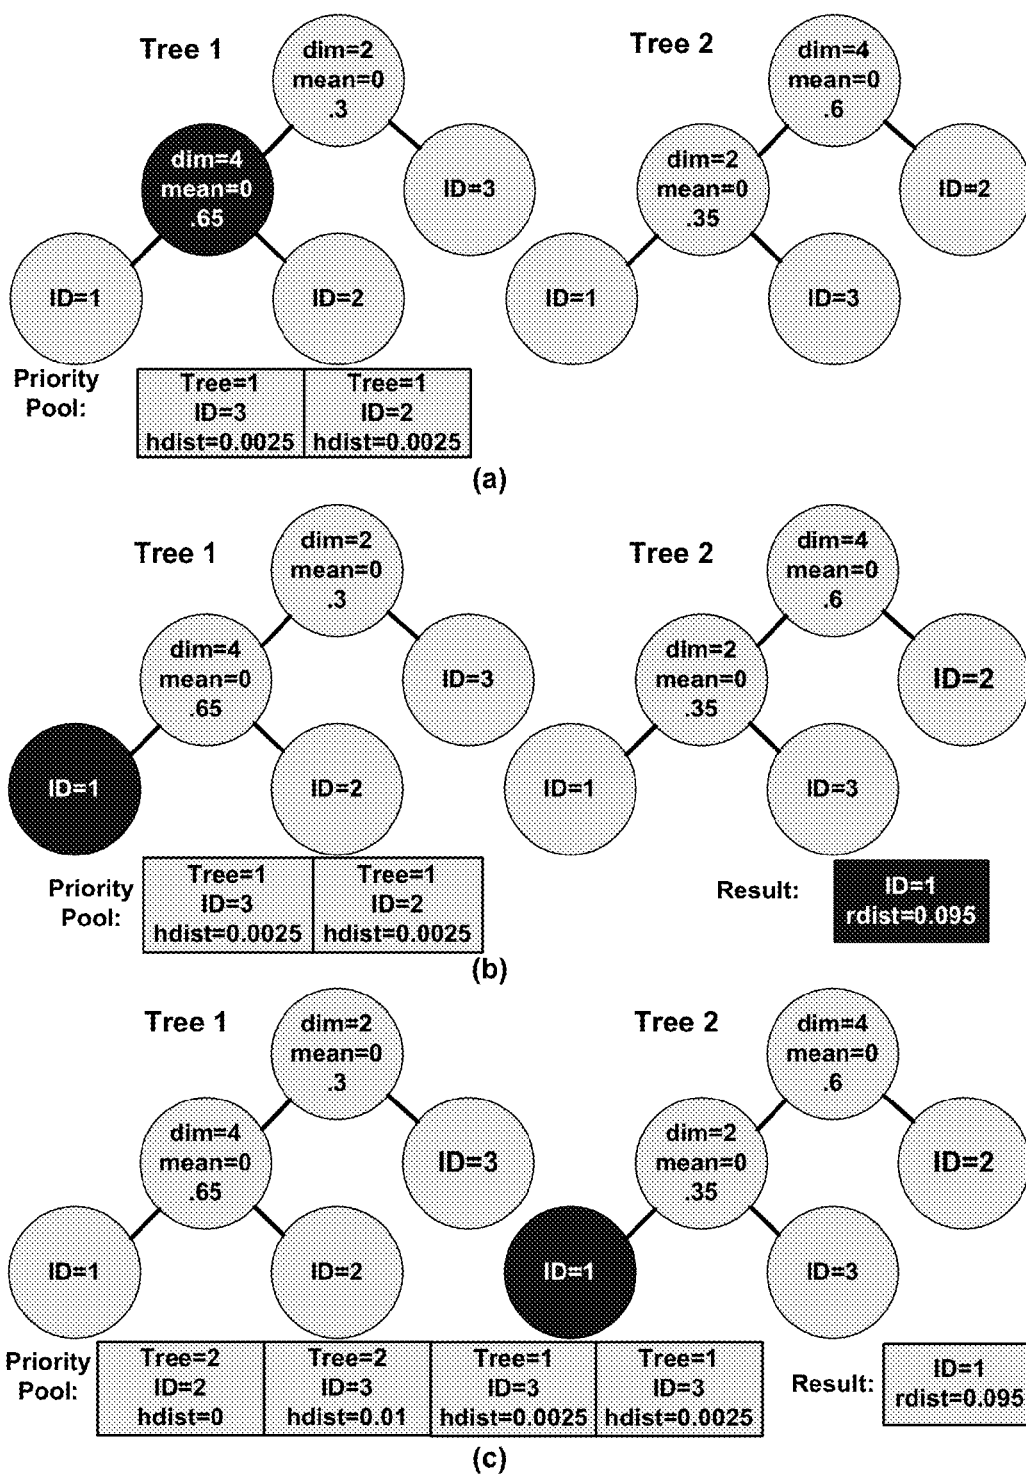 Tree 1
dim=2
mean=0
.3
Tree 2
dim=4
mean=0
.6
dim=4
mean=0
.65
ID=3
dim=2
mean=0
.35
ID=2
ID=1
ID=2
ID=1
ID=3
Priority
Pool:
Tree=1
ID=3
hdist=0.0025
Tree=1
ID=2
hdist=0.0025
(a)
Tree 1
dim=2
mean=0
.3
Tree 2
dim=4
mean=0
.6
dim=4
mean=0
.65
ID=3
dim=2
mean=0
.35
ID=2
ID=1
ID=2
ID=1
ID=3
Priority
Pool:
Tree=1
ID=3
hdist=0.0025
Tree=1
ID=2
hdist=0.0025
Result:
ID=1
rdist=0.095
(b)
Tree 1
dim=2
mean=0
.3
Tree 2
dim=4
mean=0
.6
dim=4
mean=0
.65
ID=3
dim=2
mean=0
.35
ID=2
ID=1
ID=2
ID=1
ID=3
Priority
Pool:
Tree=2
ID=2
hdist=0
Tree=2
ID=3
hdist=0.01
Tree=1
ID=3
hdist=0.0025
Tree=1
ID=3
hdist=0.0025
Result:
ID=1
rdist=0.095
(c)